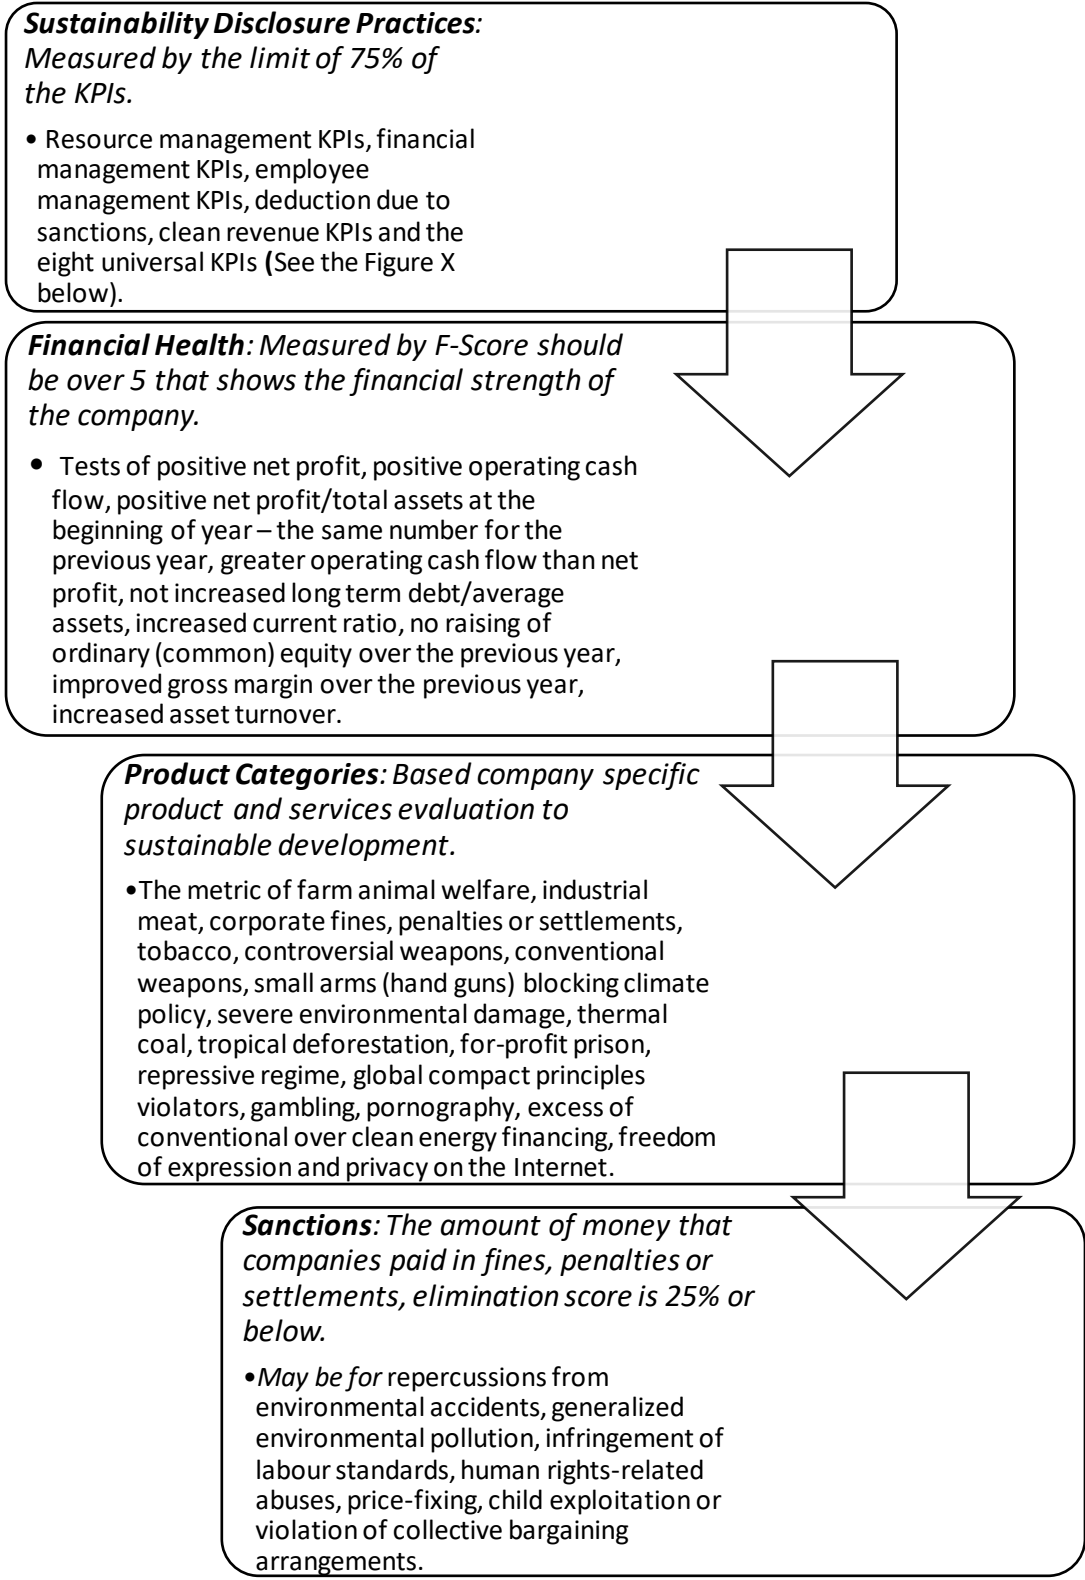 Sustainability Disclosure Practices:
Measured by the limit of 75% of
the KPIs.
• Resource management KPIs, financial
management KPIs, employee
management KPIs, deduction due to
sanctions, clean revenue KPIs and the
eight universal KPIs (See the Figure X
below).
Financial Health: Measured by F-Score should
be over 5 that shows the financial strength of
the company.
• Tests of positive net profit, positive operating cash
flow, positive net profit/total assets at the
beginning of year – the same number for the
previous year, greater operating cash flow than net
profit, not increased long term debt/average
assets, increased current ratio, no raising of
ordinary (common) equity over the previous year,
improved gross margin over the previous year,
increased asset turnover.
Product Categories: Based company specific
product and services evaluation to
sustainable development.
•The metric of farm animal welfare, industrial
meat, corporate fines, penalties or settlements,
tobacco, controversial weapons, conventional
weapons, small arms (hand guns) blocking climate
policy, severe environmental damage, thermal
coal, tropical deforestation, for-profit prison,
repressive regime, global compact principles
violators, gambling, pornography, excess of
conventional over clean energy financing, freedom
of expression and privacy on the Internet.
Sanctions: The amount of money that
companies paid in fines, penalties or
settlements, elimination score is 25% or
below.
•May be for repercussions from
environmental accidents, generalized
environmental pollution, infringement of
labour standards, human rights-related
abuses, price-fixing, child exploitation or
violation of collective bargaining
arrangements.